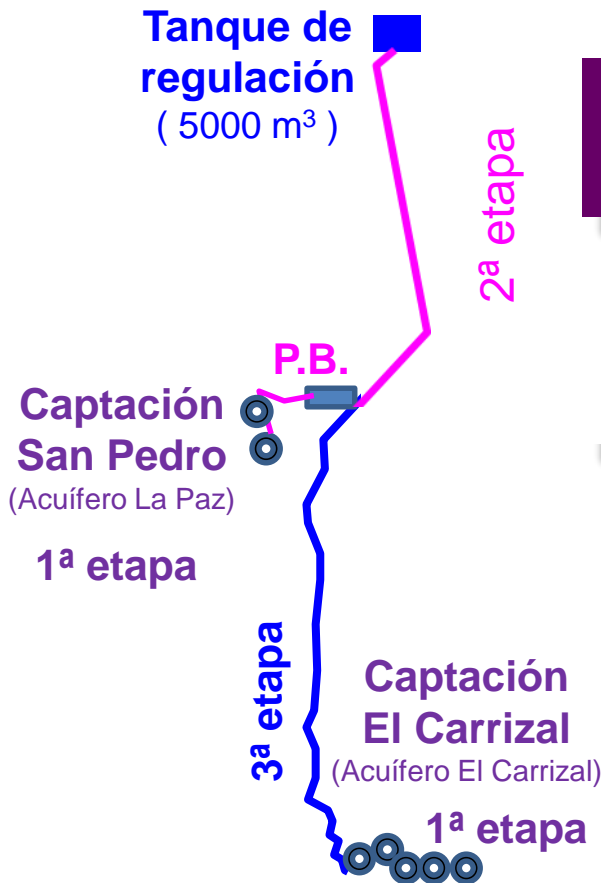 Tanque de
regulación
( 5000 m³ )
2ª etapa
P.B.
Captación
San Pedro
(Acuífero La Paz)
1ª etapa
3ª etapa
Captación
El Carrizal
(Acuífero El Carrizal)
1ª etapa